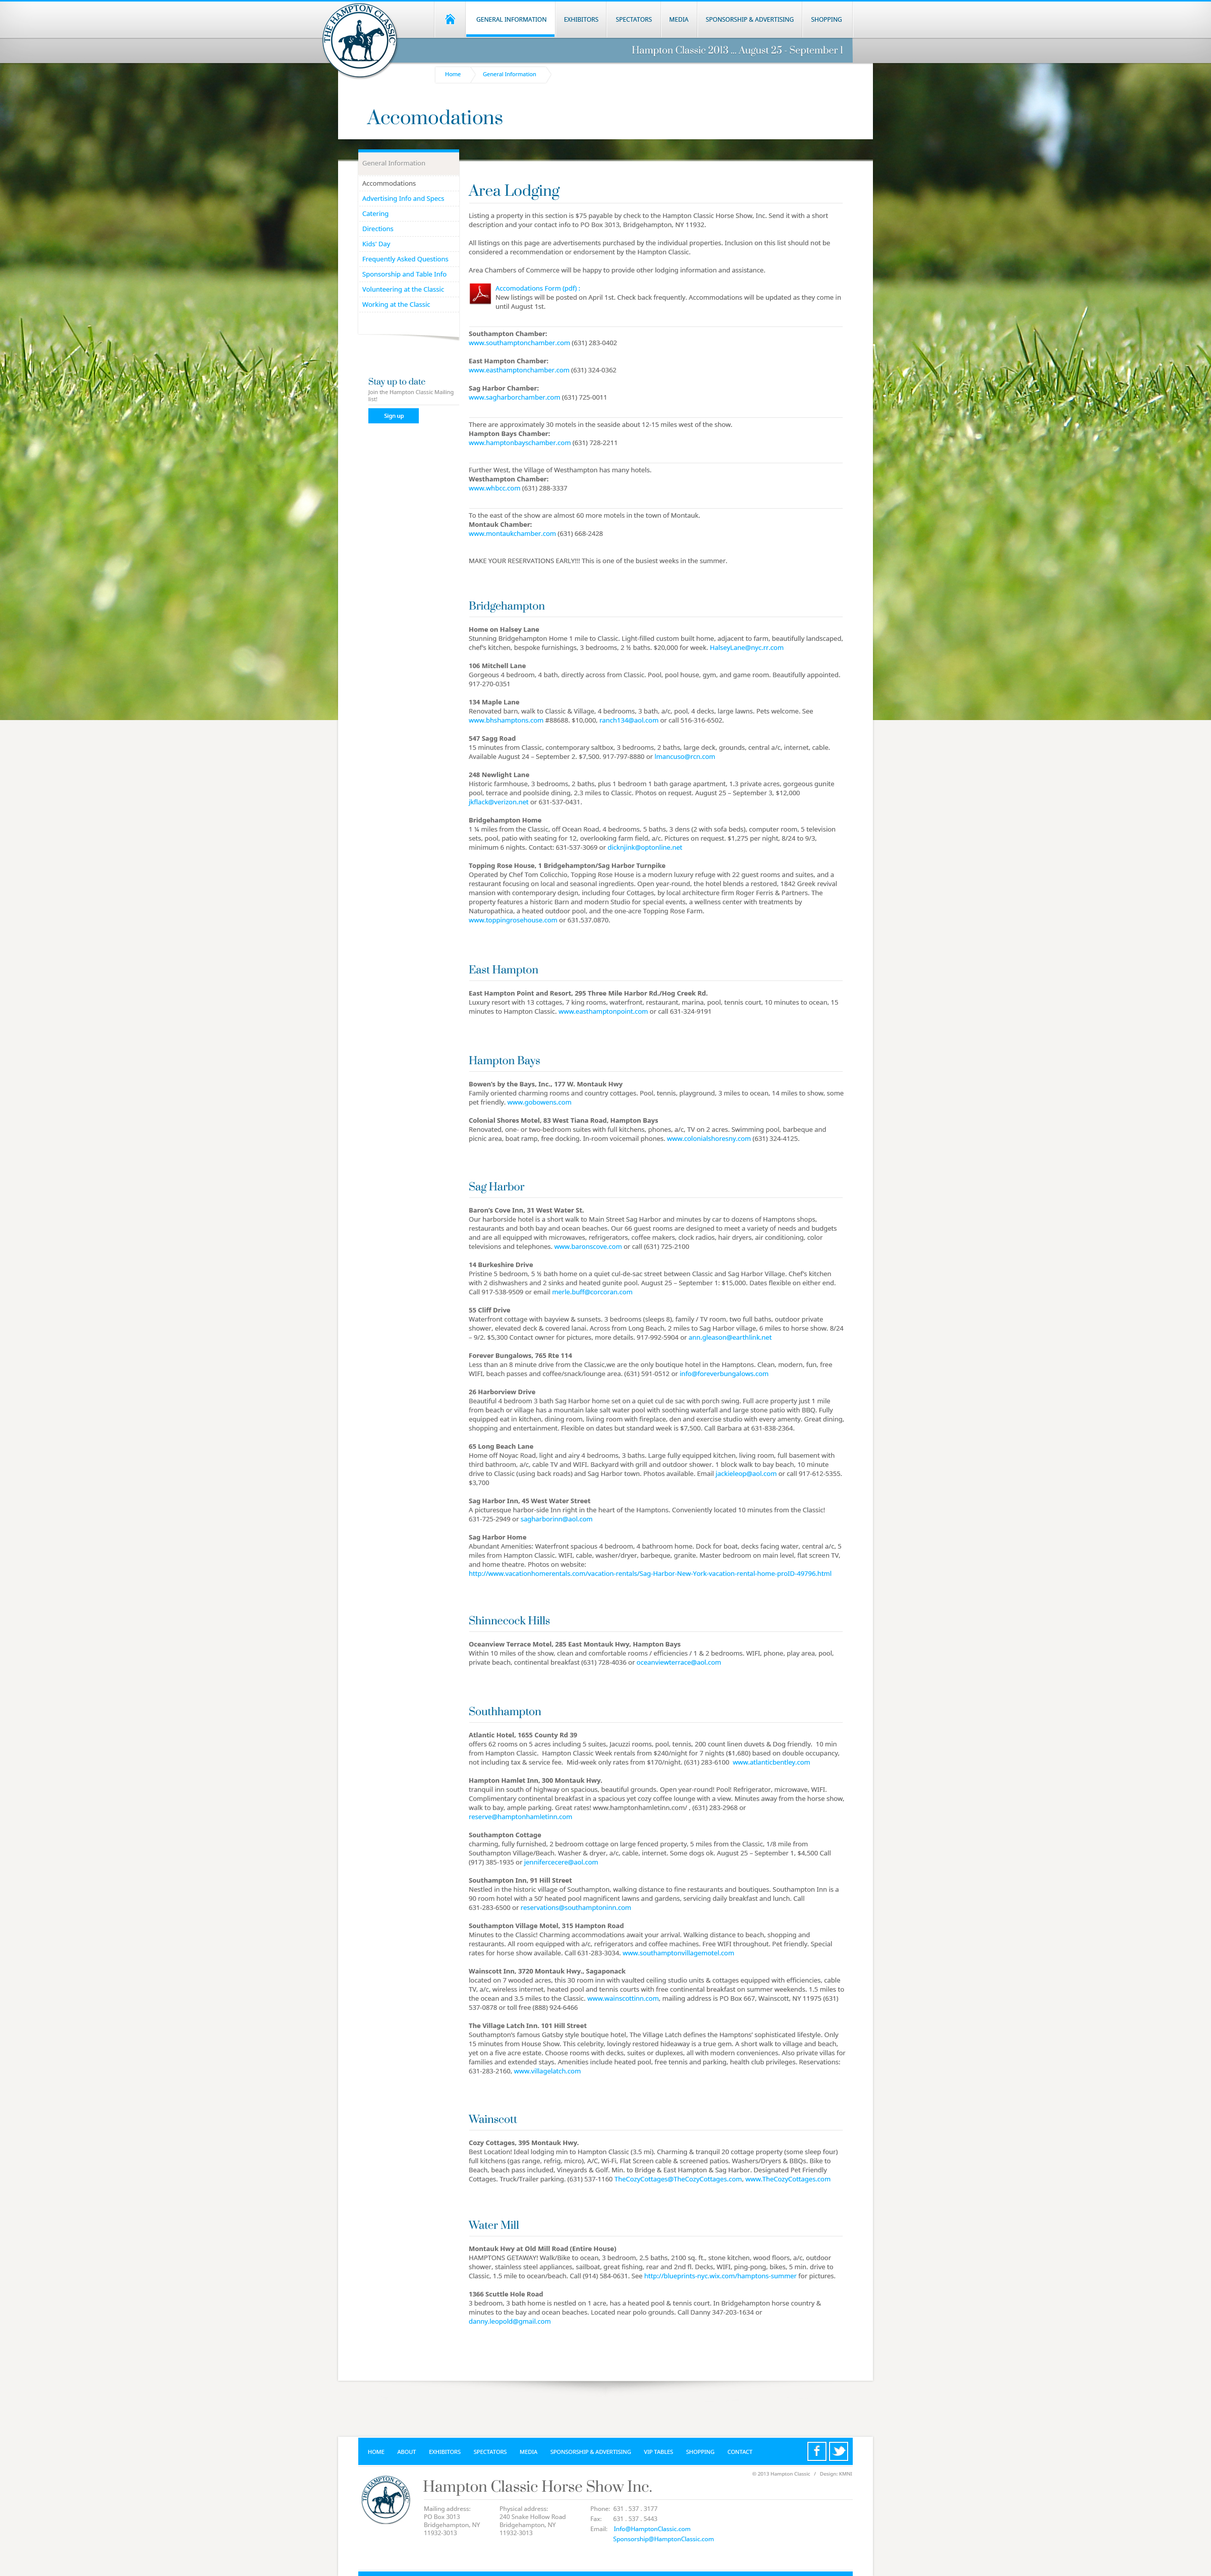 THE HAMPTON CLASSIC
GENERAL INFORMATION
EXHIBITORS
SPECTATORS
MEDIA
SPONSORSHIP & ADVERTISING
SHOPPING
Hampton Classic 2013 ... August 25 - September 1
Home
General Information
Accomodations
General Information
Accommodations
Advertising Info and Specs
Catering
Directions
Kids' Day
Frequently Asked Questions
Sponsorship and Table Info
Volunteering at the Classic
Working at the Classic
Stay up to date
Join the Hampton Classic Mailing
list!
Sign up
Area Lodging
Listing a property in this section is $75 payable by check to the Hampton Classic Horse Show, Inc. Send it with a short
description and your contact info to PO Box 3013, Bridgehampton, NY 11932.
All listings on this page are advertisements purchased by the individual properties. Inclusion on this list should not be
considered a recommendation or endorsement by the Hampton Classic.
Area Chambers of Commerce will be happy to provide other lodging information and assistance.
Accomodations Form (pdf) :
New listings will be posted on April 1st. Check back frequently. Accommodations will be updated as they come in
until August 1st.
Southampton Chamber:
www.southamptonchamber.com (631) 283-0402
East Hampton Chamber:
www.easthamptonchamber.com (631) 324-0362
Sag Harbor Chamber:
www.sagharborchamber.com (631) 725-0011
There are approximately 30 motels in the seaside about 12-15 miles west of the show.
Hampton Bays Chamber:
www.hamptonbayschamber.com (631) 728-2211
Further West, the Village of Westhampton has many hotels.
Westhampton Chamber:
www.whbcc.com (631) 288-3337
To the east of the show are almost 60 more motels in the town of Montauk.
Montauk Chamber:
www.montaukchamber.com (631) 668-2428
MAKE YOUR RESERVATIONS EARLY!!! This is one of the busiest weeks in the summer.
Bridgehampton
Home on Halsey Lane
Stunning Bridgehampton Home 1 mile to Classic. Light-filled custom built home, adjacent to farm, beautifully landscaped,
chef's kitchen, bespoke furnishings, 3 bedrooms, 2 ½ baths. $20,000 for week. HalseyLane@nyc.rr.com
106 Mitchell Lane
Gorgeous 4 bedroom, 4 bath, directly across from Classic. Pool, pool house, gym, and game room. Beautifully appointed.
917-270-0351
134 Maple Lane
Renovated barn, walk to Classic & Village, 4 bedrooms, 3 bath, a/c, pool, 4 decks, large lawns. Pets welcome. See
www.bhshamptons.com #88688. $10,000, ranch134@aol.com or call 516-316-6502.
547 Sagg Road
15 minutes from Classic, contemporary saltbox, 3 bedrooms, 2 baths, large deck, grounds, central a/c, internet, cable.
Available August 24 – September 2. $7,500. 917-797-8880 or lmancuso@rcn.com
248 Newlight Lane
Historic farmhouse, 3 bedrooms, 2 baths, plus 1 bedroom 1 bath garage apartment, 1.3 private acres, gorgeous gunite
pool, terrace and poolside dining, 2.3 miles to Classic. Photos on request. August 25 – September 3, $12,000
jkflack@verizon.net or 631-537-0431.
Bridgehampton Home
1 ¼ miles from the Classic, off Ocean Road, 4 bedrooms, 5 baths, 3 dens (2 with sofa beds), computer room, 5 television
sets, pool, patio with seating for 12, overlooking farm field, a/c. Pictures on request. $1,275 per night, 8/24 to 9/3,
minimum 6 nights. Contact: 631-537-3069 or dicknjink@optonline.net
Topping Rose House, 1 Bridgehampton/Sag Harbor Turnpike
Operated by Chef Tom Colicchio, Topping Rose House is a modern luxury refuge with 22 guest rooms and suites, and a
restaurant focusing on local and seasonal ingredients. Open year-round, the hotel blends a restored, 1842 Greek revival
mansion with contemporary design, including four Cottages, by local architecture firm Roger Ferris & Partners. The
property features a historic Barn and modern Studio for special events, a wellness center with treatments by
Naturopathica, a heated outdoor pool, and the one-acre Topping Rose Farm.
www.toppingrosehouse.com or 631.537.0870.
East Hampton
East Hampton Point and Resort, 295 Three Mile Harbor Rd./Hog Creek Rd.
Luxury resort with 13 cottages, 7 king rooms, waterfront, restaurant, marina, pool, tennis court, 10 minutes to ocean, 15
minutes to Hampton Classic. www.easthamptonpoint.com or call 631-324-9191
Hampton Bays
Bowen's by the Bays, Inc., 177 W. Montauk Hwy
Family oriented charming rooms and country cottages. Pool, tennis, playground, 3 miles to ocean, 14 miles to show, some
pet friendly. www.gobowens.com
Colonial Shores Motel, 83 West Tiana Road, Hampton Bays
Renovated, one- or two-bedroom suites with full kitchens, phones, a/c, TV on 2 acres. Swimming pool, barbeque and
picnic area, boat ramp, free docking. In-room voicemail phones. www.colonialshoresny.com (631) 324-4125.
Sag Harbor
Baron's Cove Inn, 31 West Water St.
Our harborside hotel is a short walk to Main Street Sag Harbor and minutes by car to dozens of Hamptons shops,
restaurants and both bay and ocean beaches. Our 66 guest rooms are designed to meet a variety of needs and budgets
and are all equipped with microwaves, refrigerators, coffee makers, clock radios, hair dryers, air conditioning, color
televisions and telephones. www.baronscove.com or call (631) 725-2100
14 Burkeshire Drive
Pristine 5 bedroom, 5 ½ bath home on a quiet cul-de-sac street between Classic and Sag Harbor Village. Chef's kitchen
with 2 dishwashers and 2 sinks and heated gunite pool. August 25 – September 1: $15,000. Dates flexible on either end.
Call 917-538-9509 or email merle.buff@corcoran.com
55 Cliff Drive
Waterfront cottage with bayview & sunsets. 3 bedrooms (sleeps 8), family / TV room, two full baths, outdoor private
shower, elevated deck & covered lanai. Across from Long Beach, 2 miles to Sag Harbor village, 6 miles to horse show. 8/24
– 9/2, $5,300 Contact owner for pictures, more details, 917-992-5904 or ann.gleason@earthlink.net
Forever Bungalows, 765 Rte 114
Less than an 8 minute drive from the Classic,we are the only boutique hotel in the Hamptons. Clean, modern, fun, free
WIFI, beach passes and coffee/snack/lounge area. (631) 591-0512 or info@foreverbungalows.com
26 Harborview Drive
Beautiful 4 bedroom 3 bath Sag Harbor home set on a quiet cul de sac with porch swing. Full acre property just 1 mile
from beach or village has a mountain lake salt water pool with soothing waterfall and large stone patio with BBQ. Fully
equipped eat in kitchen, dining room, living room with fireplace, den and exercise studio with every amenty. Great dining,
shopping and entertainment. Flexible on dates but standard week is $7,500. Call Barbara at 631-838-2364.
65 Long Beach Lane
Home off Noyac Road, light and airy 4 bedrooms, 3 baths. Large fully equipped kitchen, living room, full basement with
third bathroom, a/c, cable TV and WIFI. Backyard with grill and outdoor shower. 1 block walk to bay beach, 10 minute
drive to Classic (using back roads) and Sag Harbor town. Photos available. Email jackieleop@aol.com or call 917-612-5355.
$3,700
Sag Harbor Inn, 45 West Water Street
A picturesque harbor-side Inn right in the heart of the Hamptons. Conveniently located 10 minutes from the Classic!
631-725-2949 or sagharborinn@aol.com
Sag Harbor Home
Abundant Amenities: Waterfront spacious 4 bedroom, 4 bathroom home. Dock for boat, decks facing water, central a/c, 5
miles from Hampton Classic, WIFI, cable, washer/dryer, barbeque, granite. Master bedroom on main level, flat screen TV,
and home theatre. Photos on website:
http://www.vacationhomerentals.com/vacation-rentals/Sag-Harbor-New-York-vacation-rental-home-proID-49796.html
Shinnecock Hills
Oceanview Terrace Motel, 285 East Montauk Hwy, Hampton Bays
Within 10 miles of the show, clean and comfortable rooms / efficiencies / 1 & 2 bedrooms. WIFI, phone, play area, pool,
private beach, continental breakfast (631) 728-4036 or oceanviewterrace@aol.com
Southhampton
Atlantic Hotel, 1655 County Rd 39
offers 62 rooms on 5 acres including 5 suites, Jacuzzi rooms, pool, tennis, 200 count linen duvets & Dog friendly.  10 min
from Hampton Classic.  Hampton Classic Week rentals from $240/night for 7 nights ($1,680) based on double occupancy,
not including tax & service fee.  Mid-week only rates from $170/night. (631) 283-6100  www.atlanticbentley.com
Hampton Hamlet Inn, 300 Montauk Hwy.
tranquil inn south of highway on spacious, beautiful grounds. Open year-round! Pool! Refrigerator, microwave, WIFI.
Complimentary continental breakfast in a spacious yet cozy coffee lounge with a view. Minutes away from the horse show,
walk to bay, ample parking. Great rates! www.hamptonhamletinn.com/ , (631) 283-2968 or
reserve@hamptonhamletinn.com
Southampton Cottage
charming, fully furnished, 2 bedroom cottage on large fenced property, 5 miles from the Classic, 1/8 mile from
Southampton Village/Beach. Washer & dryer, a/c, cable, internet. Some dogs ok. August 25 – September 1, $4,500 Call
(917) 385-1935 or jennifercecere@aol.com
Southampton Inn, 91 Hill Street
Nestled in the historic village of Southampton, walking distance to fine restaurants and boutiques. Southampton Inn is a
90 room hotel with a 50' heated pool magnificent lawns and gardens, servicing daily breakfast and lunch. Call
631-283-6500 or reservations@southamptoninn.com
Southampton Village Motel, 315 Hampton Road
Minutes to the Classic! Charming accommodations await your arrival. Walking distance to beach, shopping and
restaurants. All room equipped with a/c, refrigerators and coffee machines. Free WIFI throughout. Pet friendly. Special
rates for horse show available. Call 631-283-3034. www.southamptonvillagemotel.com
Wainscott Inn, 3720 Montauk Hwy., Sagaponack
located on 7 wooded acres, this 30 room inn with vaulted ceiling studio units & cottages equipped with efficiencies, cable
TV, a/c, wireless internet, heated pool and tennis courts with free continental breakfast on summer weekends. 1.5 miles to
the ocean and 3.5 miles to the Classic. www.wainscottinn.com, mailing address is PO Box 667, Wainscott, NY 11975 (631)
537-0878 or toll free (888) 924-6466
The Village Latch Inn. 101 Hill Street
Southampton's famous Gatsby style boutique hotel, The Village Latch defines the Hamptons' sophisticated lifestyle. Only
15 minutes from House Show. This celebrity, lovingly restored hideaway is a true gem. A short walk to village and beach,
yet on a five acre estate. Choose rooms with decks, suites or duplexes, all with modern conveniences. Also private villas for
families and extended stays. Amenities include heated pool, free tennis and parking, health club privileges. Reservations:
631-283-2160, www.villagelatch.com
Wainscott
Cozy Cottages, 395 Montauk Hwy.
Best Location! Ideal lodging min to Hampton Classic (3.5 mi). Charming & tranquil 20 cottage property (some sleep four)
full kitchens (gas range, refrig, micro), A/C, Wi-Fi, Flat Screen cable & screened patios. Washers/Dryers & BBQs. Bike to
Beach, beach pass included, Vineyards & Golf. Min. to Bridge & East Hampton & Sag Harbor. Designated Pet Friendly
Cottages. Truck/Trailer parking. (631) 537-1160 TheCozyCottages@TheCozyCottages.com, www.TheCozyCottages.com
Water Mill
Montauk Hwy at Old Mill Road (Entire House)
HAMPTONS GETAWAY! Walk/Bike to ocean, 3 bedroom, 2.5 baths, 2100 sq. ft., stone kitchen, wood floors, a/c, outdoor
shower, stainless steel appliances, sailboat, great fishing, rear and 2nd fl. Decks, WIFI, ping-pong, bikes, 5 min. drive to
Classic, 1.5 mile to ocean/beach. Call (914) 584-0631. See http://blueprints-nyc.wix.com/hamptons-summer for pictures.
1366 Scuttle Hole Road
3 bedroom, 3 bath home is nestled on 1 acre, has a heated pool & tennis court. In Bridgehampton horse country &
minutes to the bay and ocean beaches. Located near polo grounds. Call Danny 347-203-1634 or
danny.leopold@gmail.com
HOME
ABOUT
EXHIBITORS
SPECTATORS
MEDIA
SPONSORSHIP & ADVERTISING
VIP TABLES
SHOPPING
CONTACT
© 2013 Hampton Classic / Design: KMNI
THE HAMPTON CLASSIC
Hampton Classic Horse Show Inc.
Mailing address:
PO Box 3013
Bridgehampton, NY
11932-3013
Physical address:
240 Snake Hollow Road
Bridgehampton, NY
11932-3013
Phone: 631 . 537 . 3177
Fax: 631 . 537 . 5443
Email: Info@HamptonClassic.com
Sponsorship@HamptonClassic.com